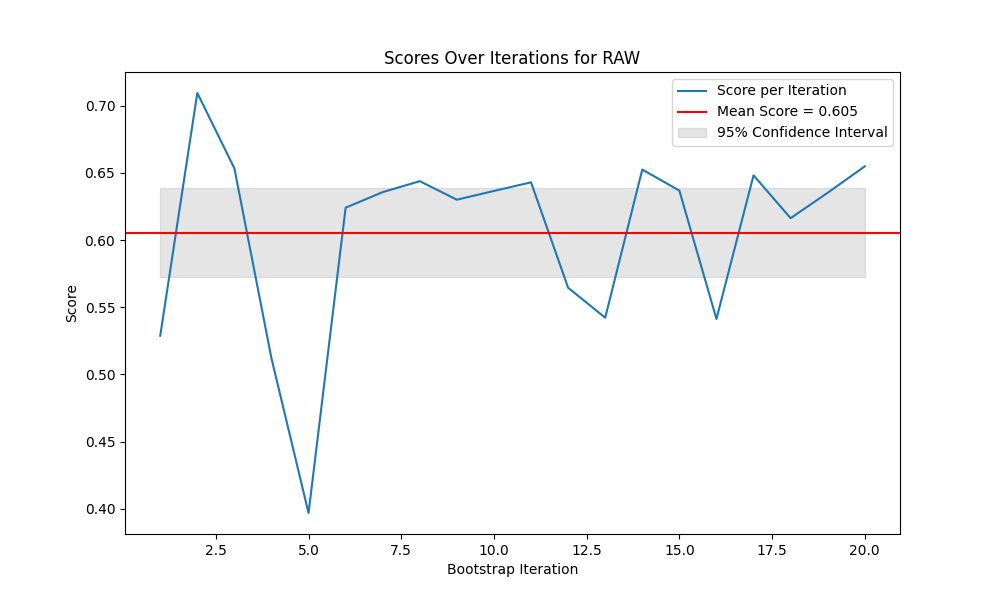 Scores Over Iterations for RAW
Score per Iteration
Mean Score = 0.605
95% Confidence Interval
0.70
0.65
0.60
0.55
0.50
0.45
0.40
Score
2.5
5.0
7.5
10.0
12.5
15.0
17.5
20.0
Bootstrap Iteration